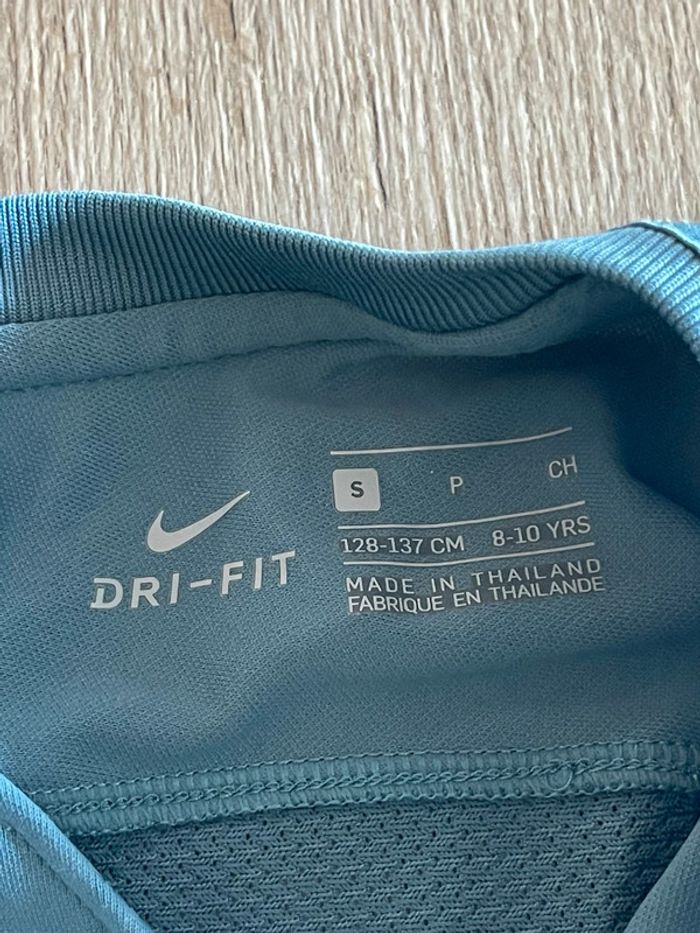 S P CH
128-137 CM 8-10 YRS
DRI-FIT
MADE IN THAILAND
FABRIQUE EN THAILANDE